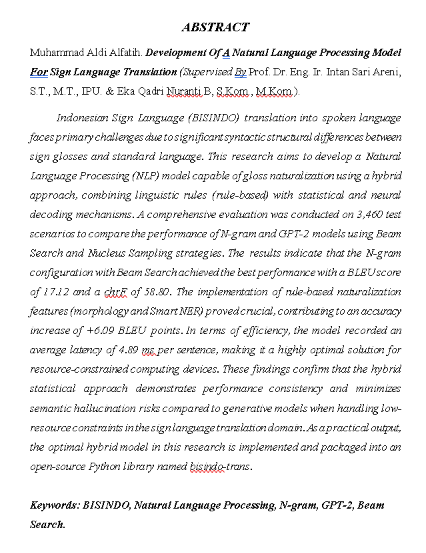 ABSTRACT
Muhammad Aldi Alfatih. Development Of A Natural Language Processing Model
For Sign Language Translation (Supervised By Prof. Dr. Eng. Ir. Intan Sari Areni,
S.T., M.T., IPU. & Eka Qadri Nuranti B, S.Kom., M.Kom.).
Indonesian Sign Language (BISINDO) translation into spoken language
faces primary challenges due to significant syntactic structural differences between
sign glosses and standard language. This research aims to develop a Natural
Language Processing (NLP) model capable of gloss naturalization using a hybrid
approach, combining linguistic rules (rule-based) with statistical and neural
decoding mechanisms. A comprehensive evaluation was conducted on 3,460 test
scenarios to compare the performance of N-gram and GPT-2 models using Beam
Search and Nucleus Sampling strategies. The results indicate that the N-gram
configuration with Beam Search achieved the best performance with a BLEU score
of 17.12 and a chrF of 58.80. The implementation of rule-based naturalization
features (morphology and Smart NER) proved crucial, contributing to an accuracy
increase of +6.09 BLEU points. In terms of efficiency, the model recorded an
average latency of 4.89 ms per sentence, making it a highly optimal solution for
resource-constrained computing devices. These findings confirm that the hybrid
statistical approach demonstrates performance consistency and minimizes
semantic hallucination risks compared to generative models when handling low-
resource constraints in the sign language translation domain. As a practical output,
the optimal hybrid model in this research is implemented and packaged into an
open-source Python library named bisindo-trans.
Keywords: BISINDO, Natural Language Processing, N-gram, GPT-2, Beam
Search.